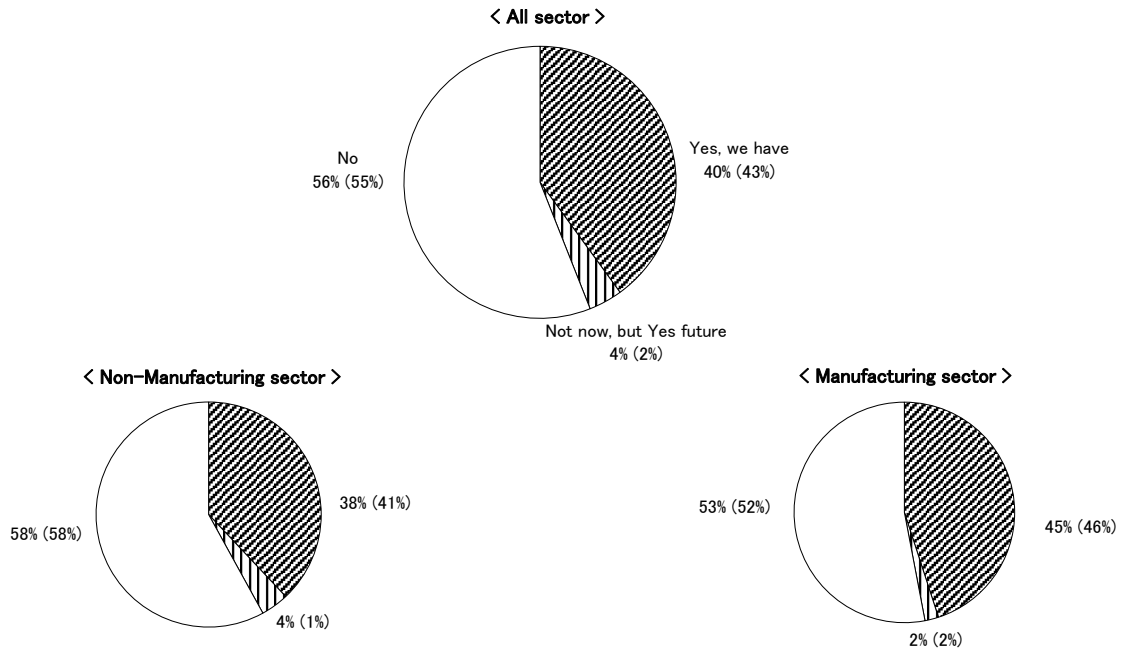 < All sector >
No
56% (55%)
Yes, we have
40% (43%)
Not now, but Yes future
4% (2%)
< Non-Manufacturing sector >
38% (41%)
58% (58%)
4% (1%)
< Manufacturing sector >
53% (52%)
45% (46%)
2% (2%)